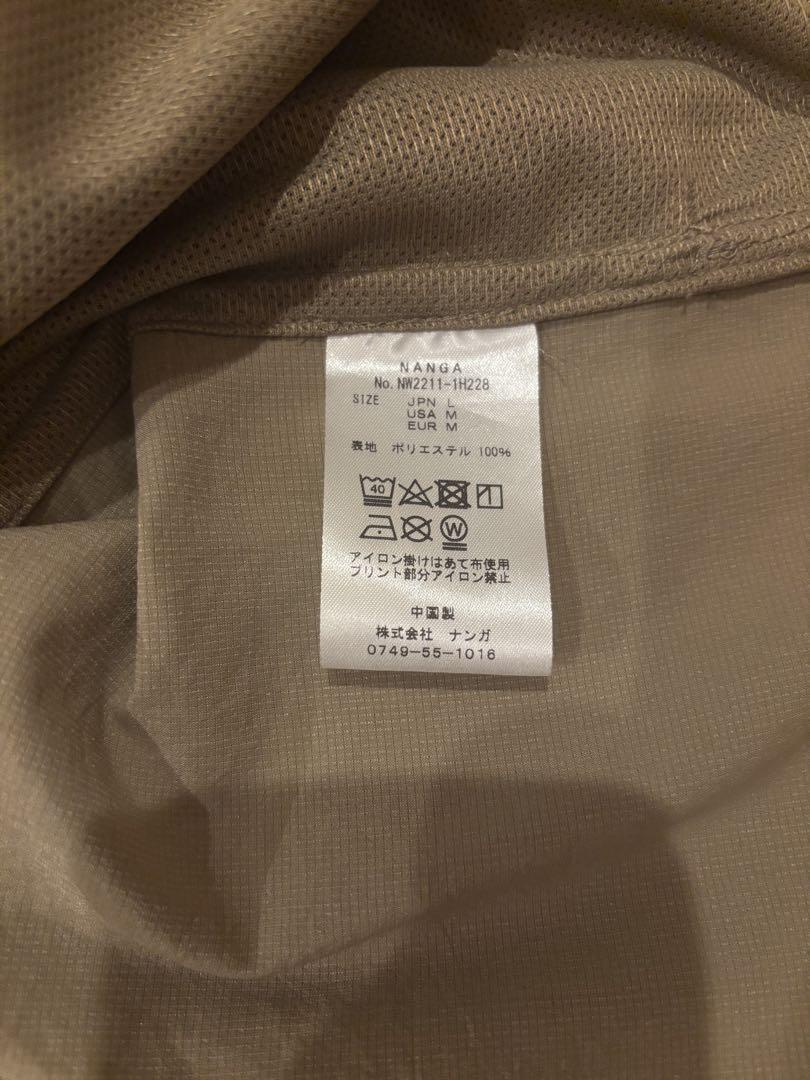 NANGA
No. NW2211-1H228
SIZE JPN L
USA M
EUR M
表地 ポリエステル 100%
40
W
アイロン掛けはあて布使用
プリント部分アイロン禁止
中国製
株式会社 ナンガ
0749-55-1016